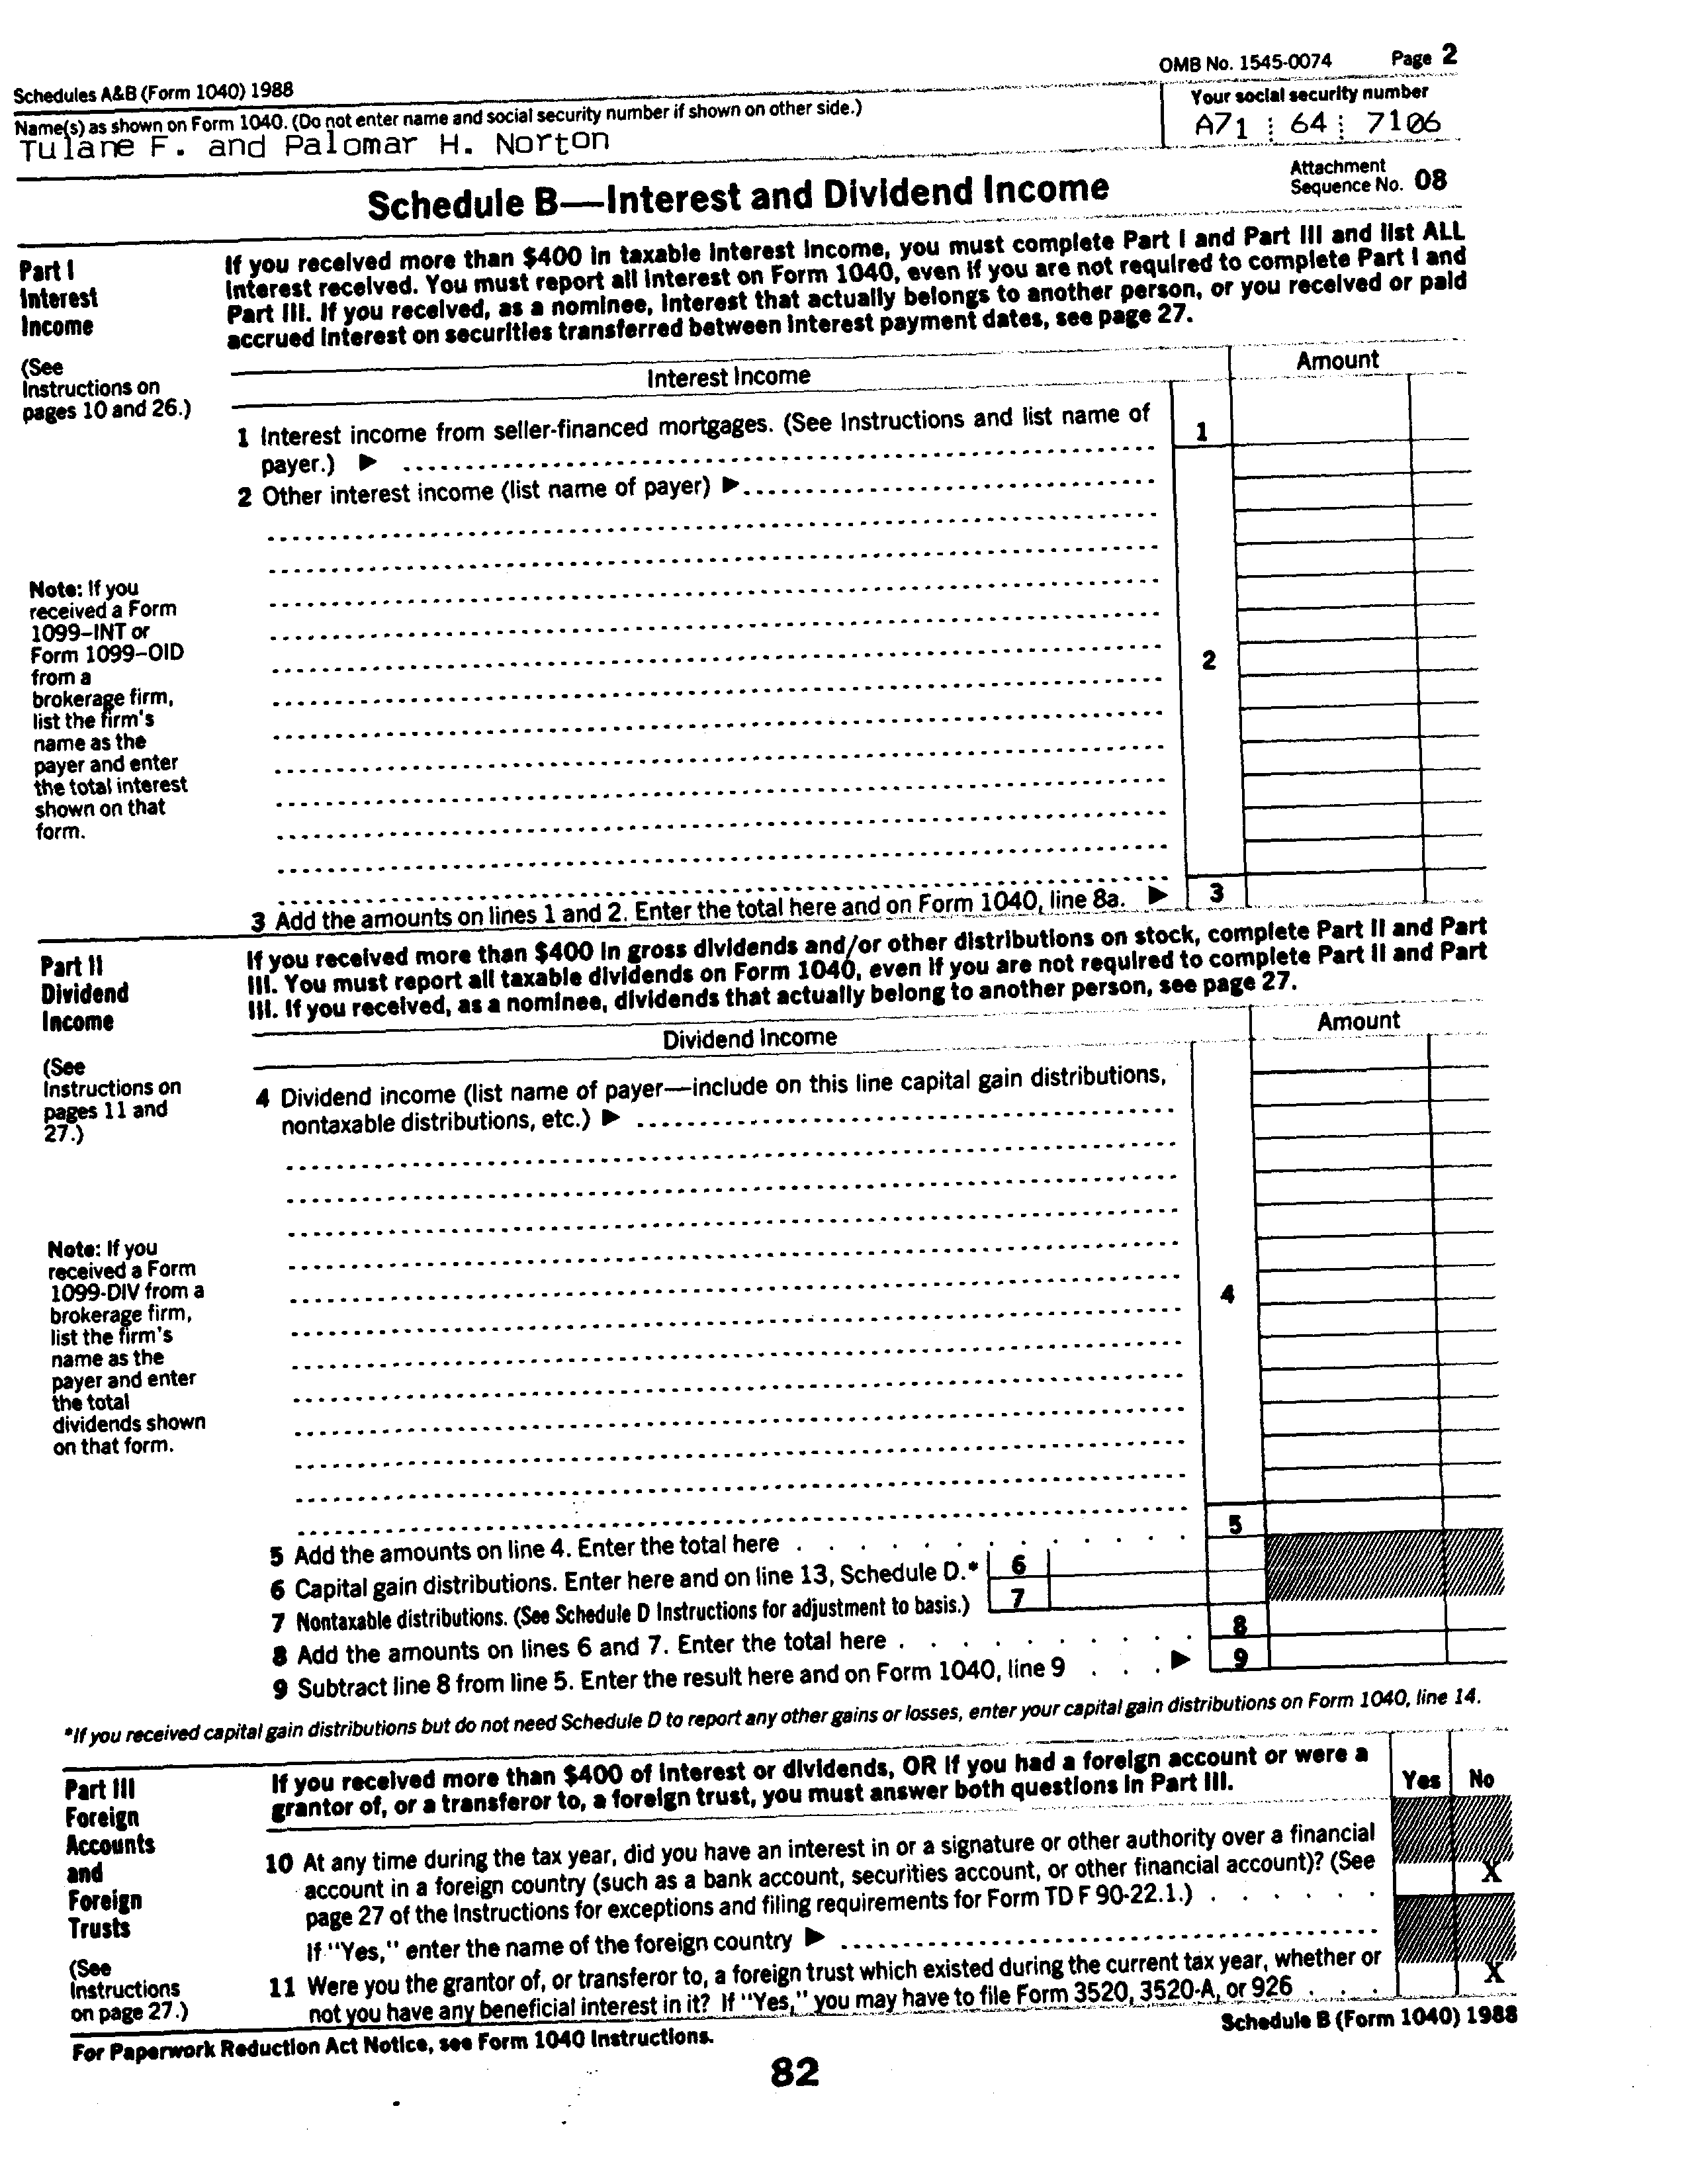 OMB No. 1545-0074 Page 2
Schedules A&B (Form 1040) 1988
Name(s) as shown on Form 1040. (Do not enter name and social security number if shown on other side.)
Your social security number
Tulane F. and Palomar H. Norton
A71 64 7106
Schedule B—Interest and Dividend Income
Attachment
Sequence No. 08
Part I
Interest
Income
(See
Instructions on
pages 10 and 26.)
If you received more than $400 in taxable interest income, you must complete Part I and Part III and list ALL
interest received. You must report all interest on Form 1040, even if you are not required to complete Part I and
Part III. If you received, as a nominee, interest that actually belongs to another person, or you received or paid
accrued interest on securities transferred between interest payment dates, see page 27.
Interest Income
Amount
1 Interest income from seller-financed mortgages. (See Instructions and list name of
payer.) ▶
1
2 Other interest income (list name of payer) ▶
Note: If you
received a Form
1099–INT or
Form 1099–OID
from a
brokerage firm,
list the firm's
name as the
payer and enter
the total interest
shown on that
form.
2
3 Add the amounts on lines 1 and 2. Enter the total here and on Form 1040, line 8a. ▶ 3
Part II
Dividend
Income
(See
Instructions on
pages 11 and
27.)
If you received more than $400 in gross dividends and/or other distributions on stock, complete Part II and Part
III. You must report all taxable dividends on Form 1040, even if you are not required to complete Part II and Part
III. If you received, as a nominee, dividends that actually belong to another person, see page 27.
Dividend Income
Amount
4 Dividend income (list name of payer—include on this line capital gain distributions,
nontaxable distributions, etc.) ▶
Note: If you
received a Form
1099-DIV from a
brokerage firm,
list the firm's
name as the
payer and enter
the total
dividends shown
on that form.
4
5 Add the amounts on line 4. Enter the total here . . . . . . . . . . . . 5
6 Capital gain distributions. Enter here and on line 13, Schedule D.* 6
7 Nontaxable distributions. (See Schedule D Instructions for adjustment to basis.) 7
8 Add the amounts on lines 6 and 7. Enter the total here . . . . . . . . . . 8
9 Subtract line 8 from line 5. Enter the result here and on Form 1040, line 9 . . . ▶ 9
*If you received capital gain distributions but do not need Schedule D to report any other gains or losses, enter your capital gain distributions on Form 1040, line 14.
Part III
Foreign
Accounts
and
Foreign
Trusts
(See
Instructions
on page 27.)
If you received more than $400 of interest or dividends, OR if you had a foreign account or were a
grantor of, or a transferor to, a foreign trust, you must answer both questions in Part III.
Yes No
10 At any time during the tax year, did you have an interest in or a signature or other authority over a financial
account in a foreign country (such as a bank account, securities account, or other financial account)? (See
page 27 of the Instructions for exceptions and filing requirements for Form TD F 90-22.1.) . . . . . .
X
If "Yes," enter the name of the foreign country ▶
11 Were you the grantor of, or transferor to, a foreign trust which existed during the current tax year, whether or
not you have any beneficial interest in it? If "Yes," you may have to file Form 3520, 3520-A, or 926 . . . .
X
For Paperwork Reduction Act Notice, see Form 1040 Instructions.
Schedule B (Form 1040) 1988
82